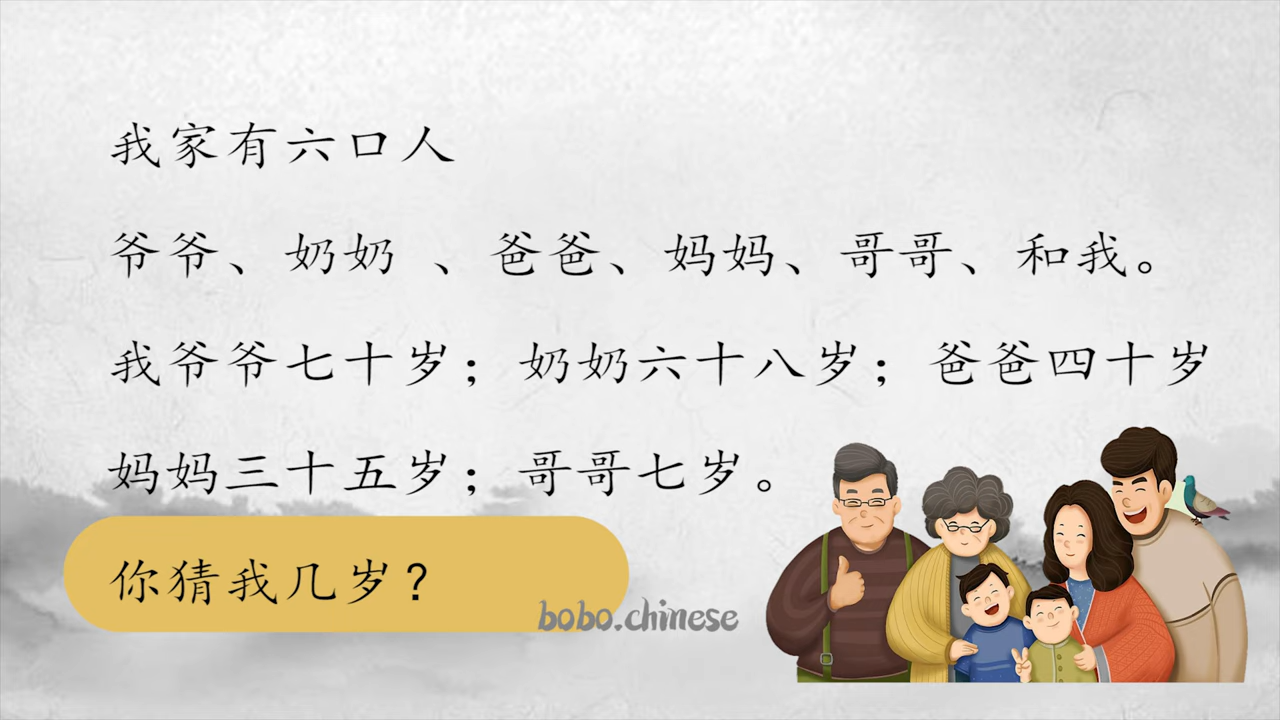 我家有六口人
爷爷、奶奶 、爸爸、妈妈、哥哥、和我。
我爷爷七十岁；奶奶六十八岁；爸爸四十岁
妈妈三十五岁；哥哥七岁。
你猜我几岁？
bobo.chinese